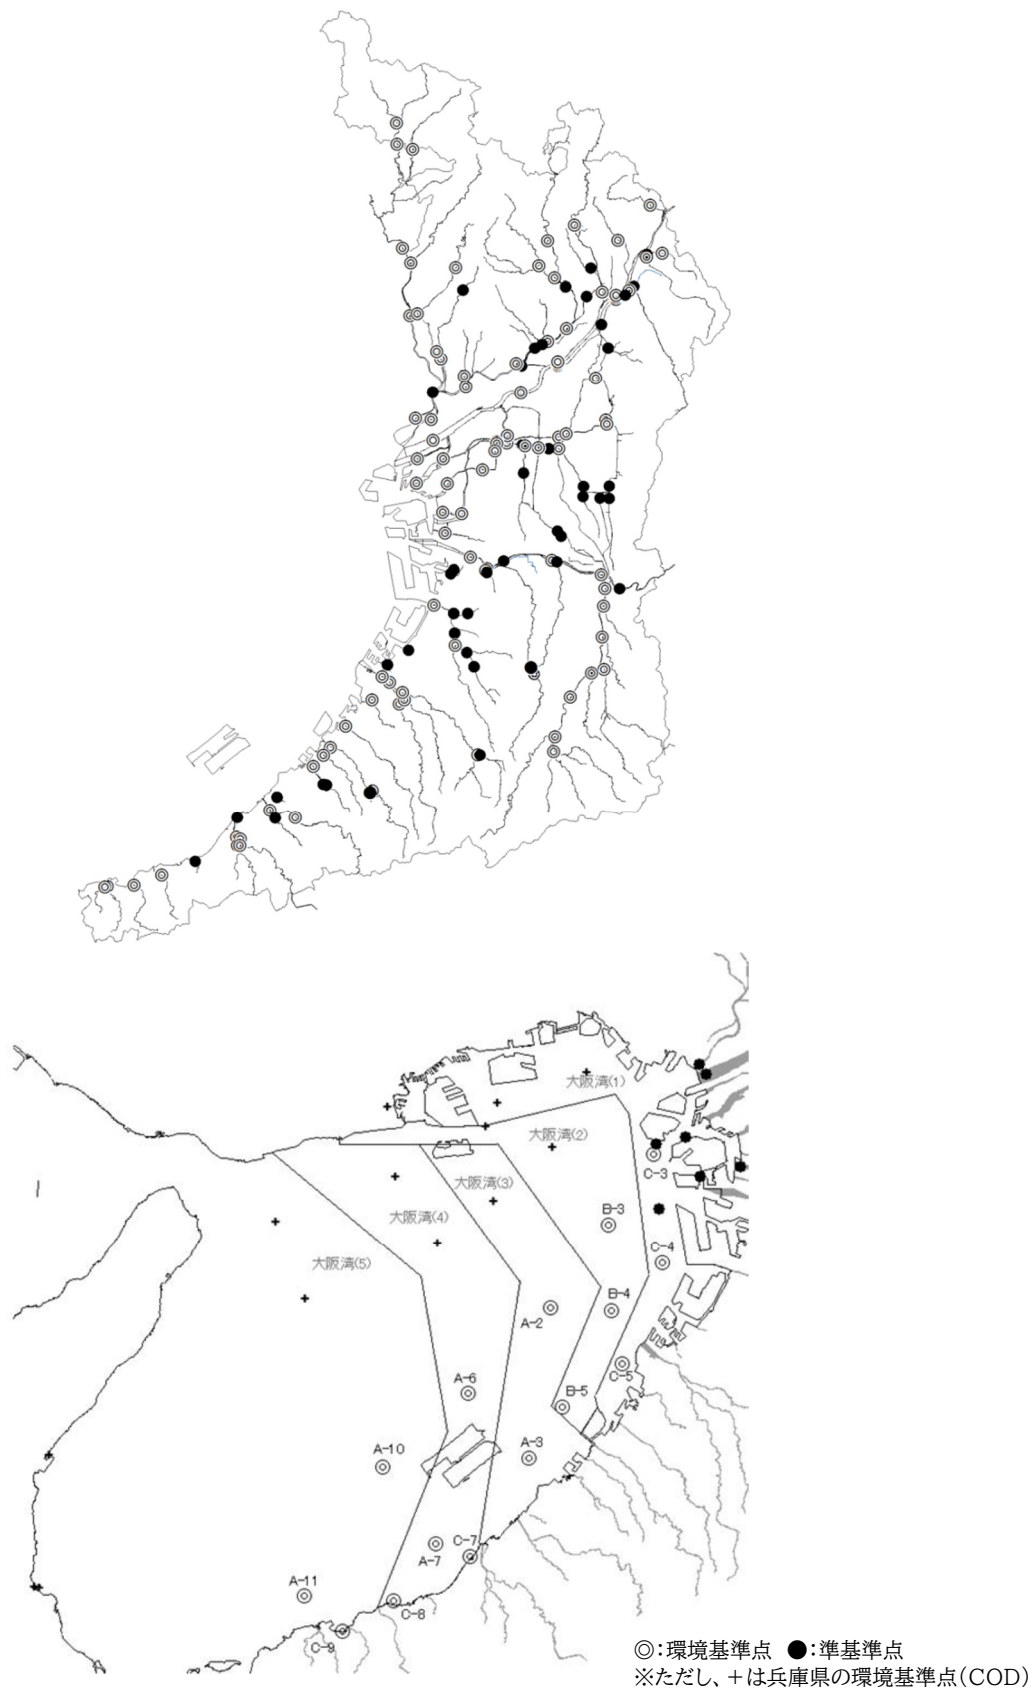 大阪湾(1)
大阪湾(2)
C-3
大阪湾(3)
B-3
大阪湾(4)
C-4
大阪湾(5)
B-4
A-2
C-5
A-6
B-5
A-10
A-3
C-7
A-7
A-11
C-8
C-9
◎：環境基準点 ●：準基準点
※ただし、＋は兵庫県の環境基準点（COD）